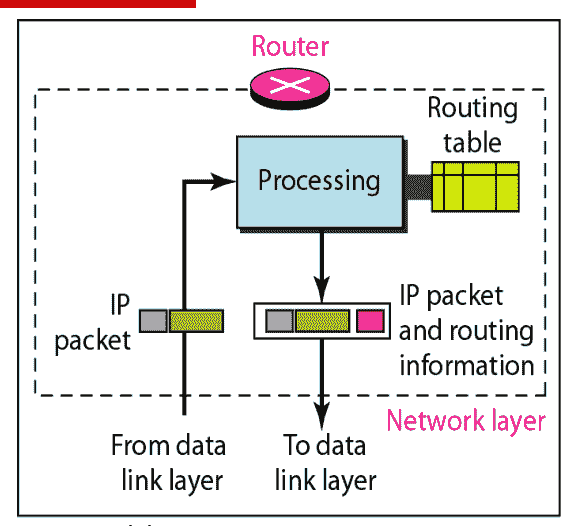 Router
Routing
table
Processing
IP
packet
IP packet
and routing
information
Network layer
From data
link layer
To data
link layer